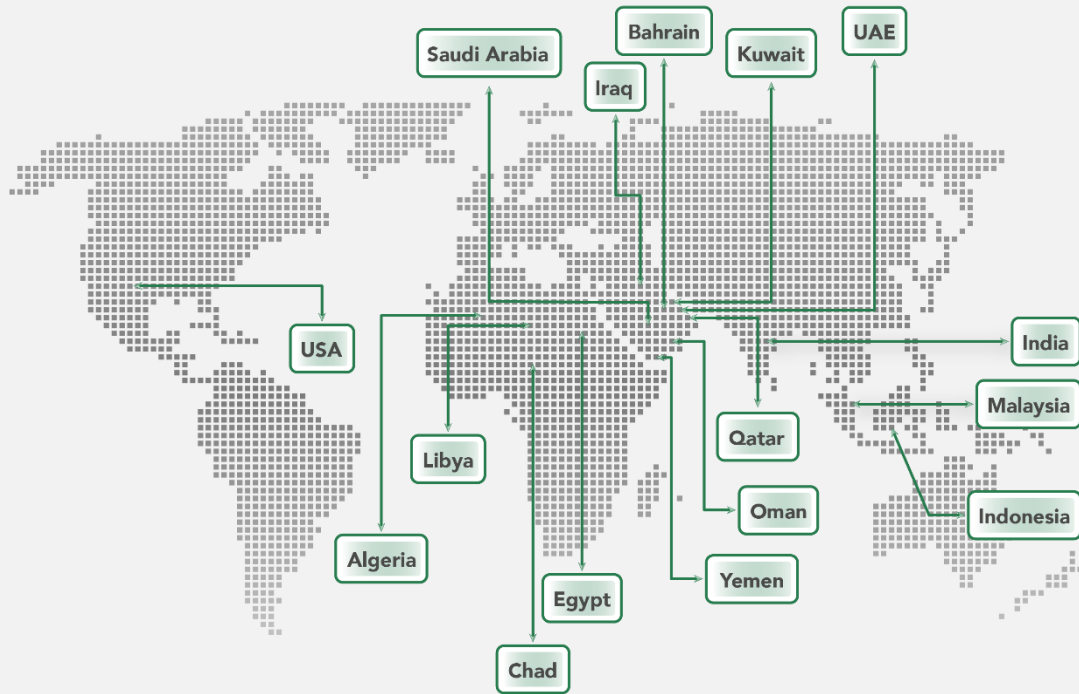 Bahrain
UAE
Saudi Arabia
Kuwait
Iraq
USA
India
Malaysia
Qatar
Libya
Oman
Indonesia
Algeria
Yemen
Egypt
Chad